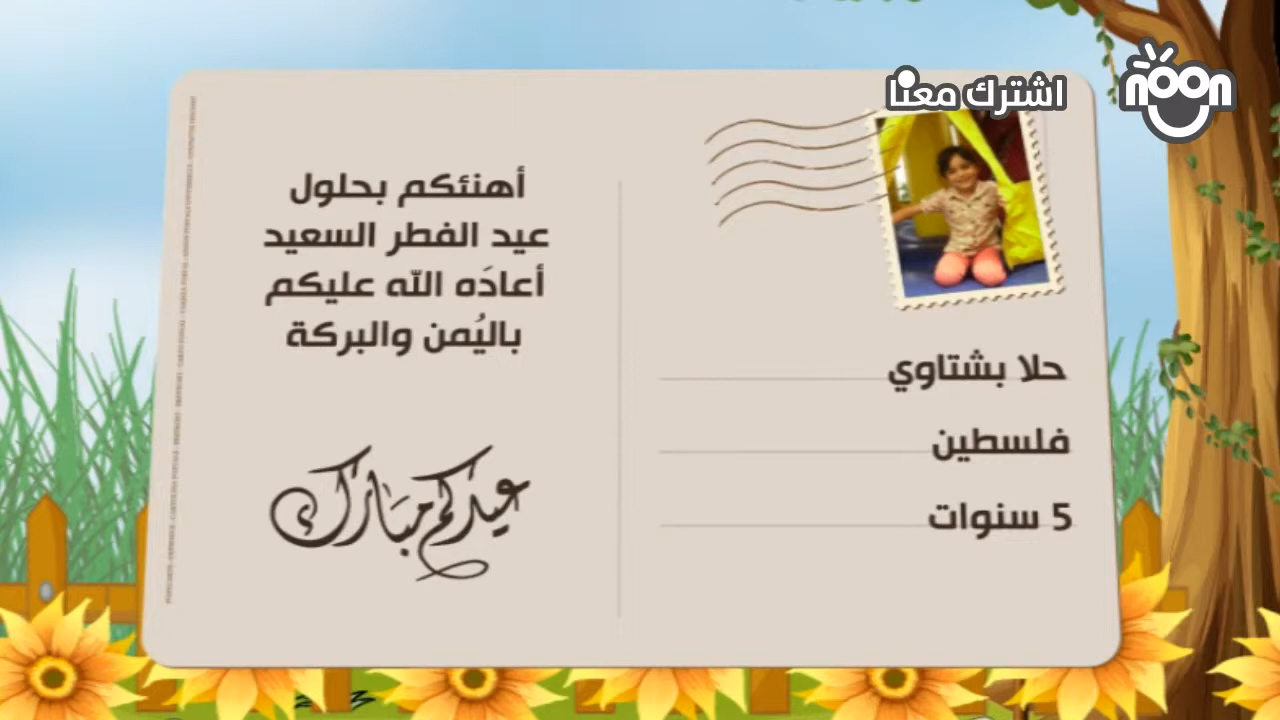 اشترك معنا
noon
أهنئكم بحلول
عيد الفطر السعيد
أعادَه اللّه عليكم
باليُمن والبركة
عيدكم مبارك
حلا بشتاوي
فلسطين
5 سنوات